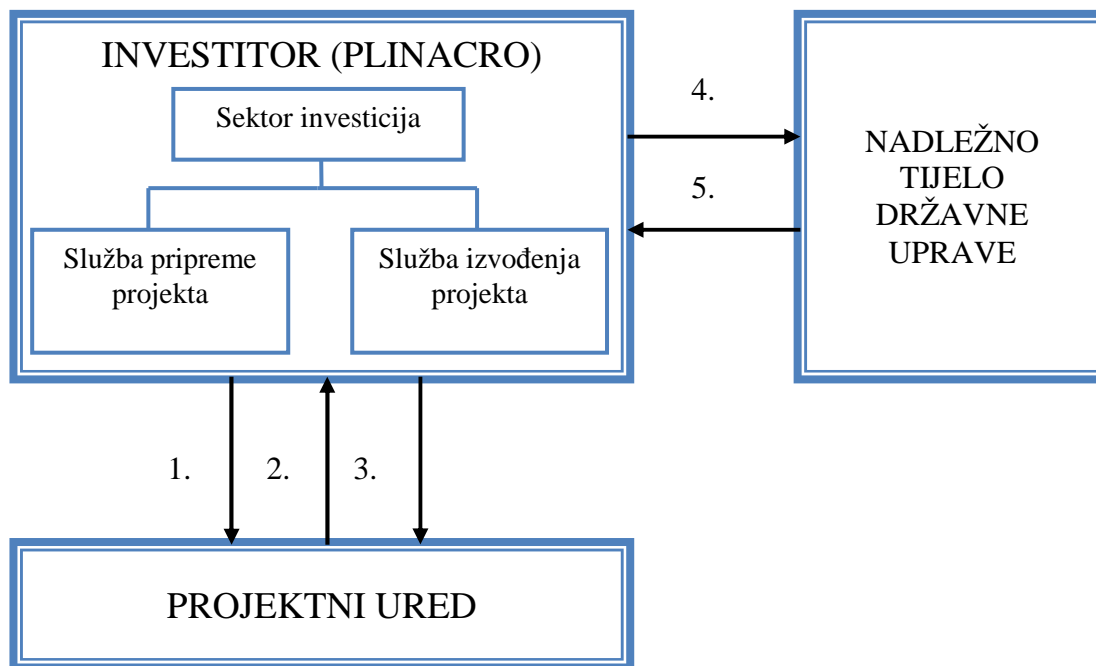 INVESTITOR (PLINACRO)
Sektor investicija
Služba pripreme
projekta
Služba izvođenja
projekta
4.
5.
NADLEŽNO
TIJELO
DRŽAVNE
UPRAVE
1.
2.
3.
PROJEKTNI URED